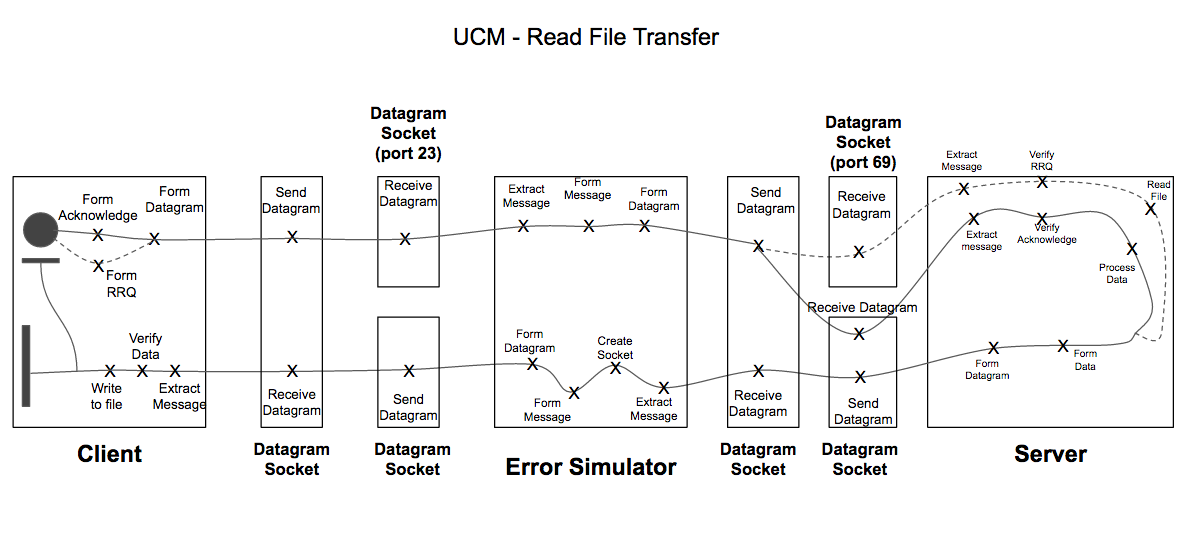 UCM - Read File Transfer
Datagram
Socket
(port 23)
Datagram
Socket
(port 69)
Form
Acknowledge
Form
Datagram
X
X
X
Form
RRQ
Verify
Data
X
X
X
Write
to file
Extract
Message
Client
Send
Datagram
X
X
Receive
Datagram
Datagram
Socket
Receive
Datagram
X
X
Send
Datagram
Datagram
Socket
Extract
Message
Form
Message
Form
Datagram
X
X
X
Form
Datagram
X
X
Form
Message
Create
Socket
X
X
Extract
Message
Error Simulator
Send
Datagram
X
X
Receive
Datagram
Datagram
Socket
Receive
Datagram
X
Receive Datagram
X
X
Send
Datagram
Datagram
Socket
Extract
Message
X
Verify
RRQ
X
Read
File
X
X
Extract
message
X
Verify
Acknowledge
X
Process
Data
X
Form
Datagram
X
Form
Data
Server